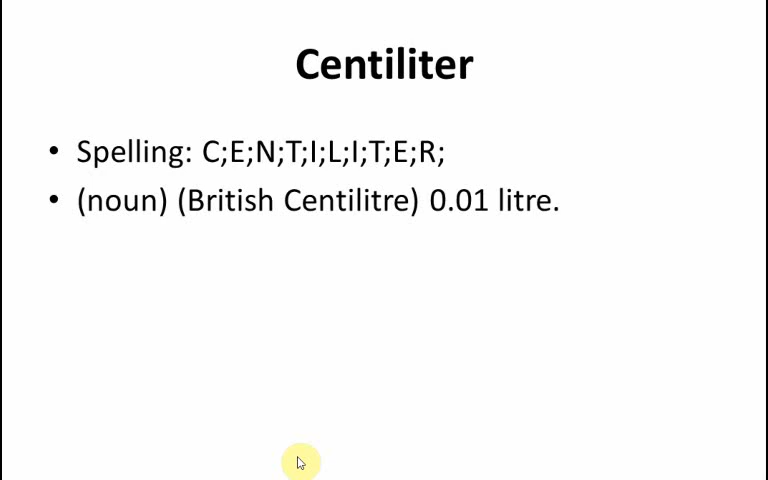 Centiliter
• Spelling: C;E;N;T;I;L;I;T;E;R;
• (noun) (British Centilitre) 0.01 litre.